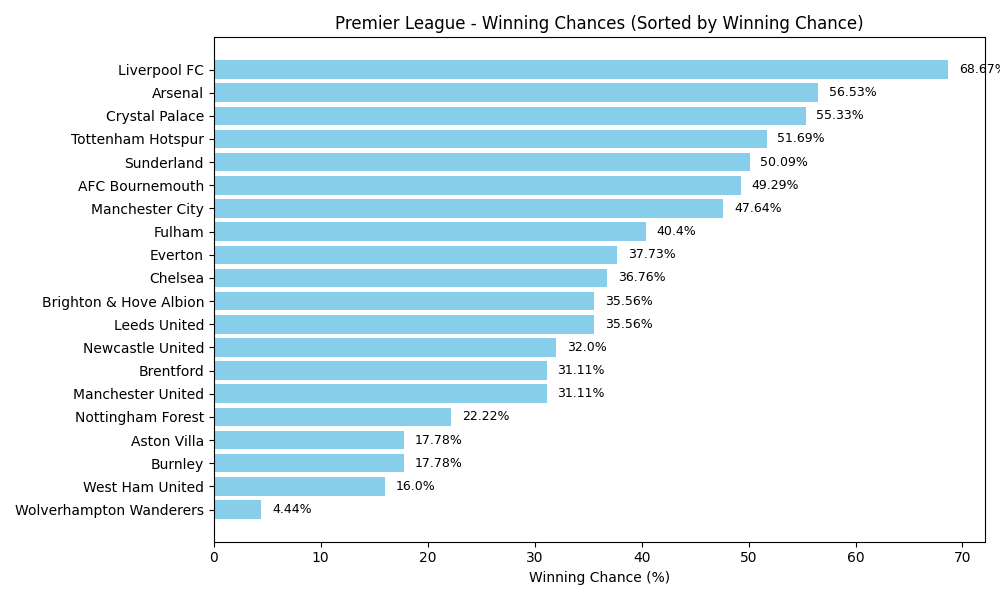 Premier League - Winning Chances (Sorted by Winning Chance)
Liverpool FC 68.67%
Arsenal 56.53%
Crystal Palace 55.33%
Tottenham Hotspur 51.69%
Sunderland 50.09%
AFC Bournemouth 49.29%
Manchester City 47.64%
Fulham 40.4%
Everton 37.73%
Chelsea 36.76%
Brighton & Hove Albion 35.56%
Leeds United 35.56%
Newcastle United 32.0%
Brentford 31.11%
Manchester United 31.11%
Nottingham Forest 22.22%
Aston Villa 17.78%
Burnley 17.78%
West Ham United 16.0%
Wolverhampton Wanderers 4.44%
0 10 20 30 40 50 60 70
Winning Chance (%)